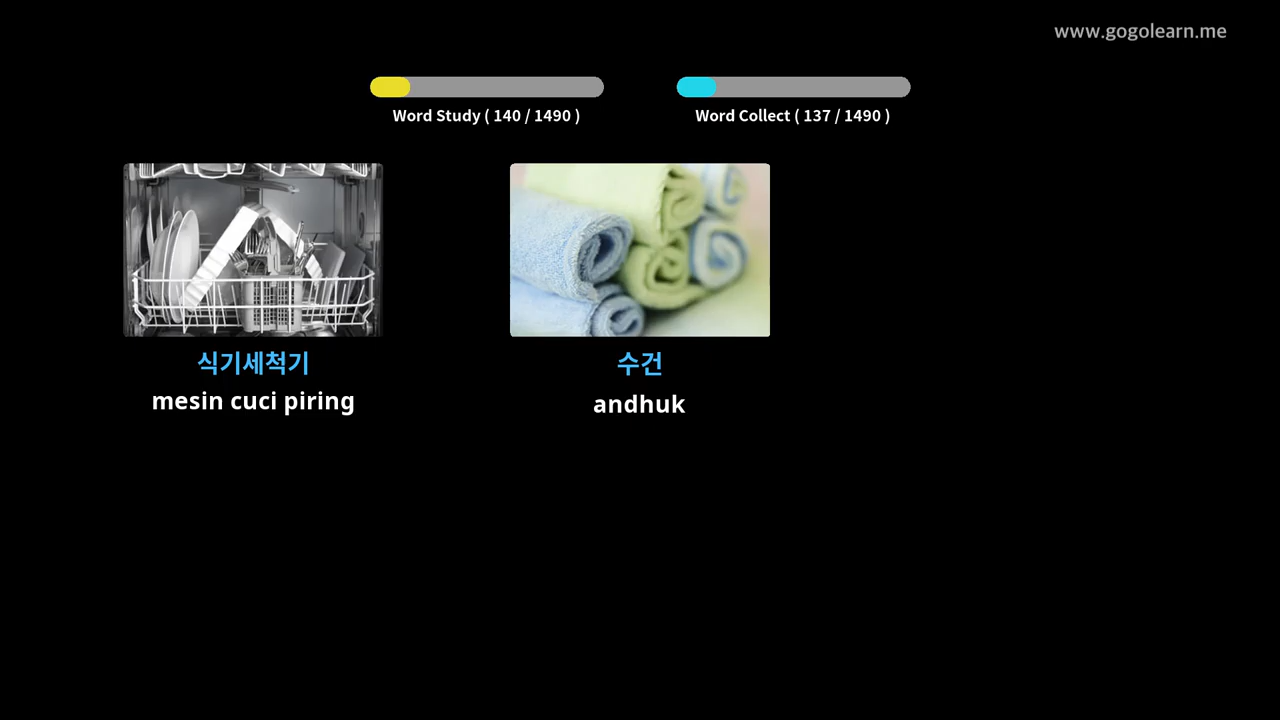 www.gogolearn.me
Word Study ( 140 / 1490 )
Word Collect ( 137 / 1490 )
식기세척기
mesin cuci piring
수건
andhuk